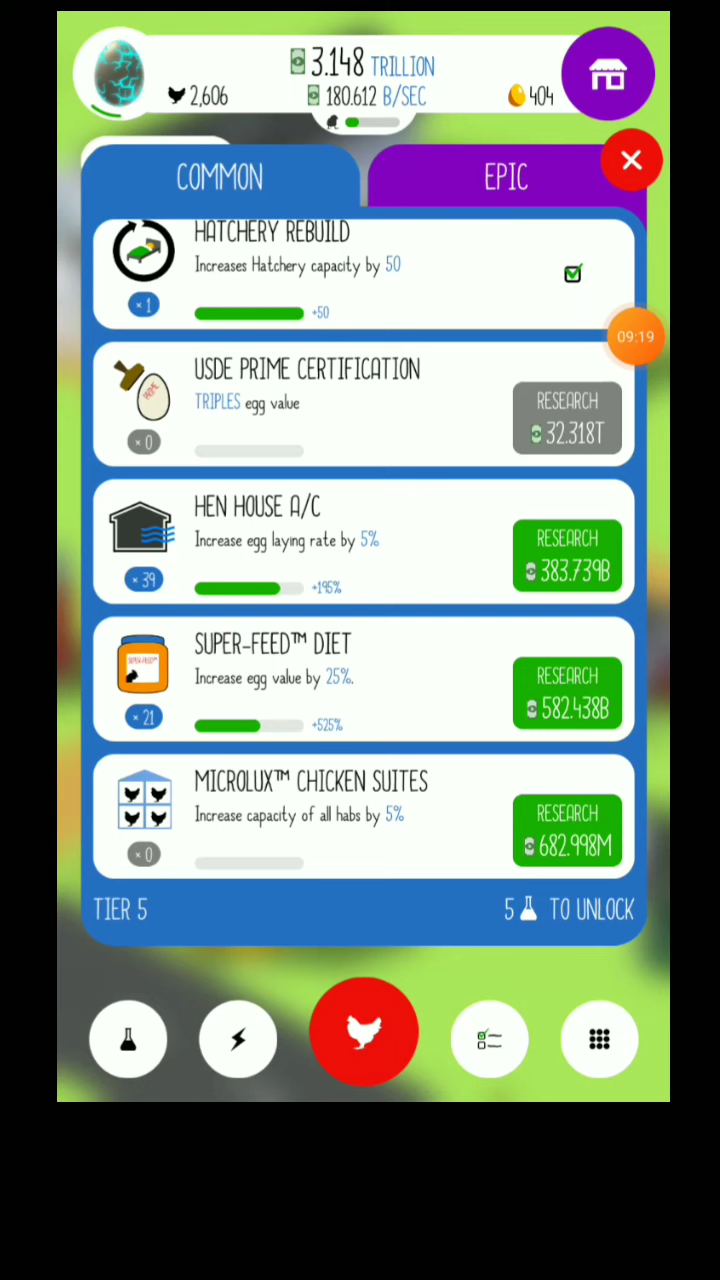 3.148 TRILLION
2,606
180.612 B/SEC
404
COMMON
EPIC
HATCHERY REBUILD
Increases Hatchery capacity by 50
× 1
+50
09:19
USDE PRIME CERTIFICATION
TRIPLES egg value
PRIME
× 0
RESEARCH
32.318T
HEN HOUSE A/C
Increase egg laying rate by 5%
× 39
+195%
RESEARCH
383.739B
SUPER-FEED™ DIET
Increase egg value by 25%.
SUPER-FEED™
× 21
+525%
RESEARCH
582.438B
MICROLUX™ CHICKEN SUITES
Increase capacity of all habs by 5%
× 0
RESEARCH
682.998M
TIER 5
5 TO UNLOCK